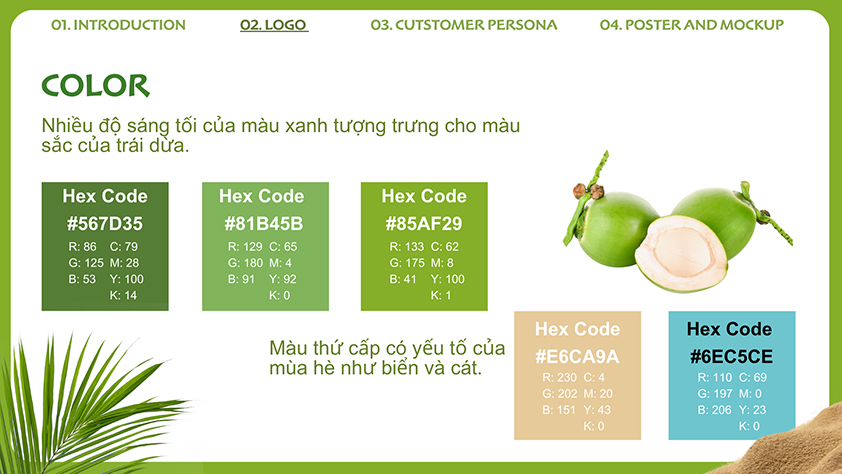 01. INTRODUCTION
02. LOGO
03. CUTSTOMER PERSONA
04. POSTER AND MOCKUP
COLOR
Nhiều độ sáng tối của màu xanh tượng trưng cho màu
sắc của trái dừa.
Hex Code
#567D35
R: 86 C: 79
G: 125 M: 28
B: 53 Y: 100
K: 14
Hex Code
#81B45B
R: 129 C: 65
G: 180 M: 4
B: 91 Y: 92
K: 0
Hex Code
#85AF29
R: 133 C: 62
G: 175 M: 8
B: 41 Y: 100
K: 1
Màu thứ cấp có yếu tố của
mùa hè như biển và cát.
Hex Code
#E6CA9A
R: 230 C: 4
G: 202 M: 20
B: 151 Y: 43
K: 0
Hex Code
#6EC5CE
R: 110 C: 69
G: 197 M: 0
B: 206 Y: 23
K: 0